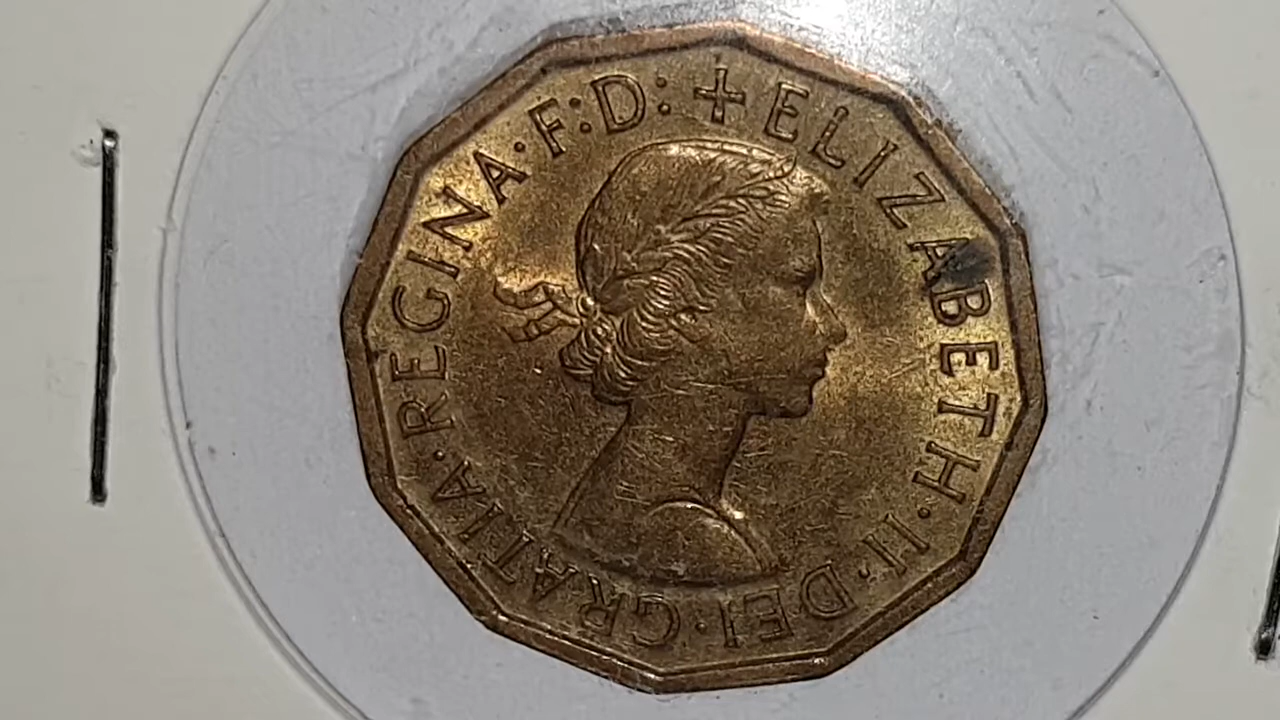 + ELIZABETH · II · DEI · GRATIA · REGINA · F: D: